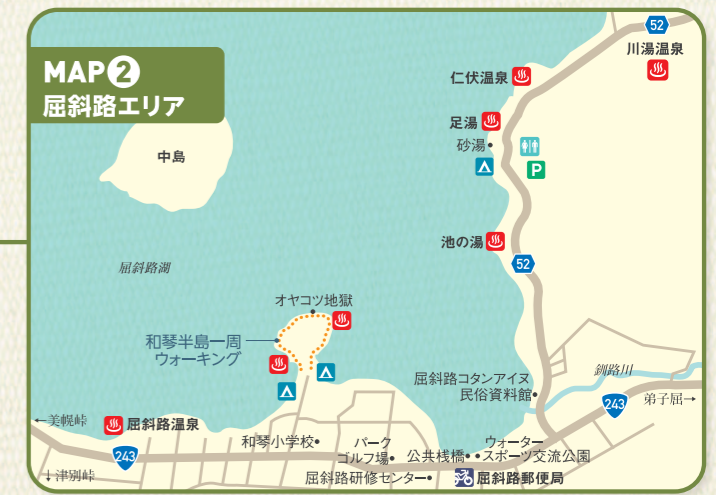 MAP❷
屈斜路エリア
52
川湯温泉
仁伏温泉
足湯
砂湯
P
中島
池の湯
52
屈斜路湖
オヤコツ地獄
和琴半島一周
ウォーキング
屈斜路コタンアイヌ
民俗資料館
釧路川
243
弟子屈→
←美幌峠
屈斜路温泉
和琴小学校
パーク
ゴルフ場
公共桟橋
ウォーター
スポーツ交流公園
243
↓津別峠
屈斜路研修センター
屈斜路郵便局